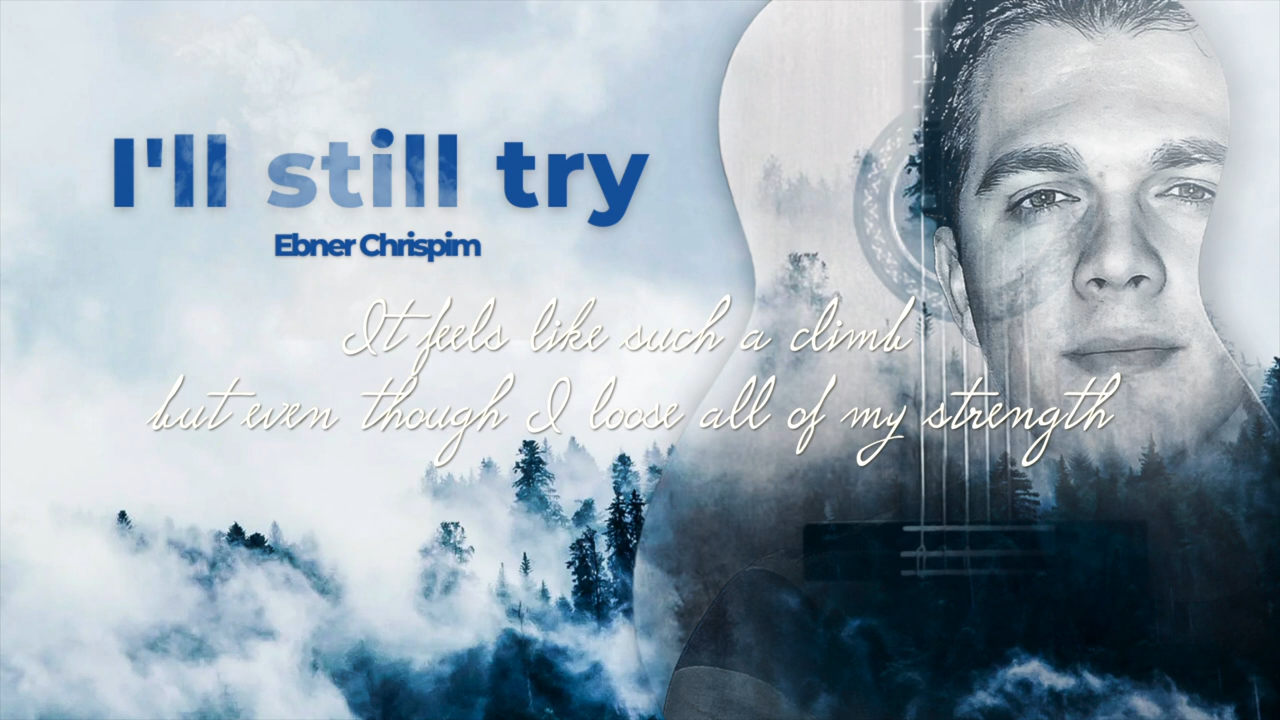 I'll still try
Ebner Chrispim
It feels like such a climb
but even though I loose all of my strength